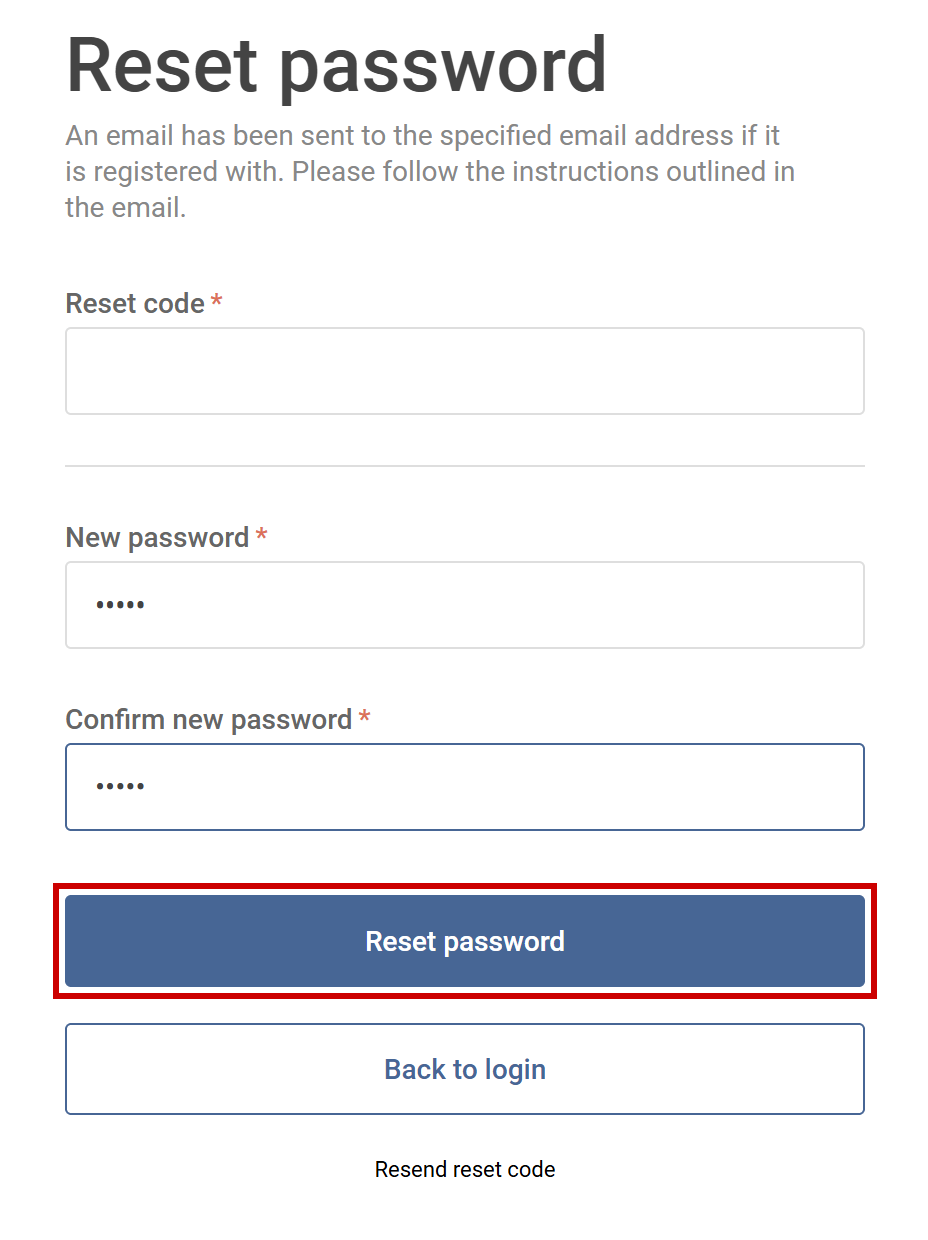 Reset password
An email has been sent to the specified email address if it
is registered with. Please follow the instructions outlined in
the email.
Reset code *
New password *
•••••
Confirm new password *
•••••
Reset password
Back to login
Resend reset code